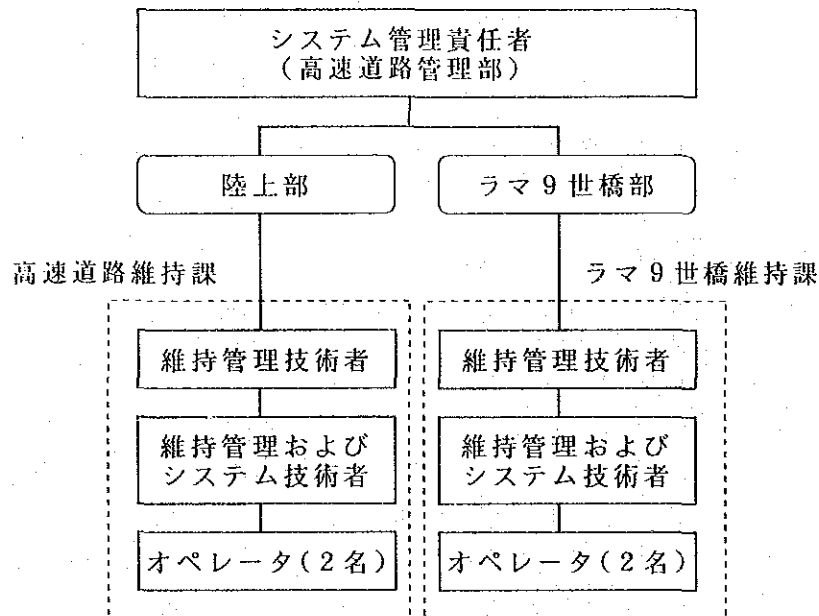 システム管理責任者
(高速道路管理部)
陸上部
ラマ9世橋部
高速道路維持課
ラマ9世橋維持課
維持管理技術者
維持管理技術者
維持管理および
システム技術者
維持管理および
システム技術者
オペレータ(2名)
オペレータ(2名)